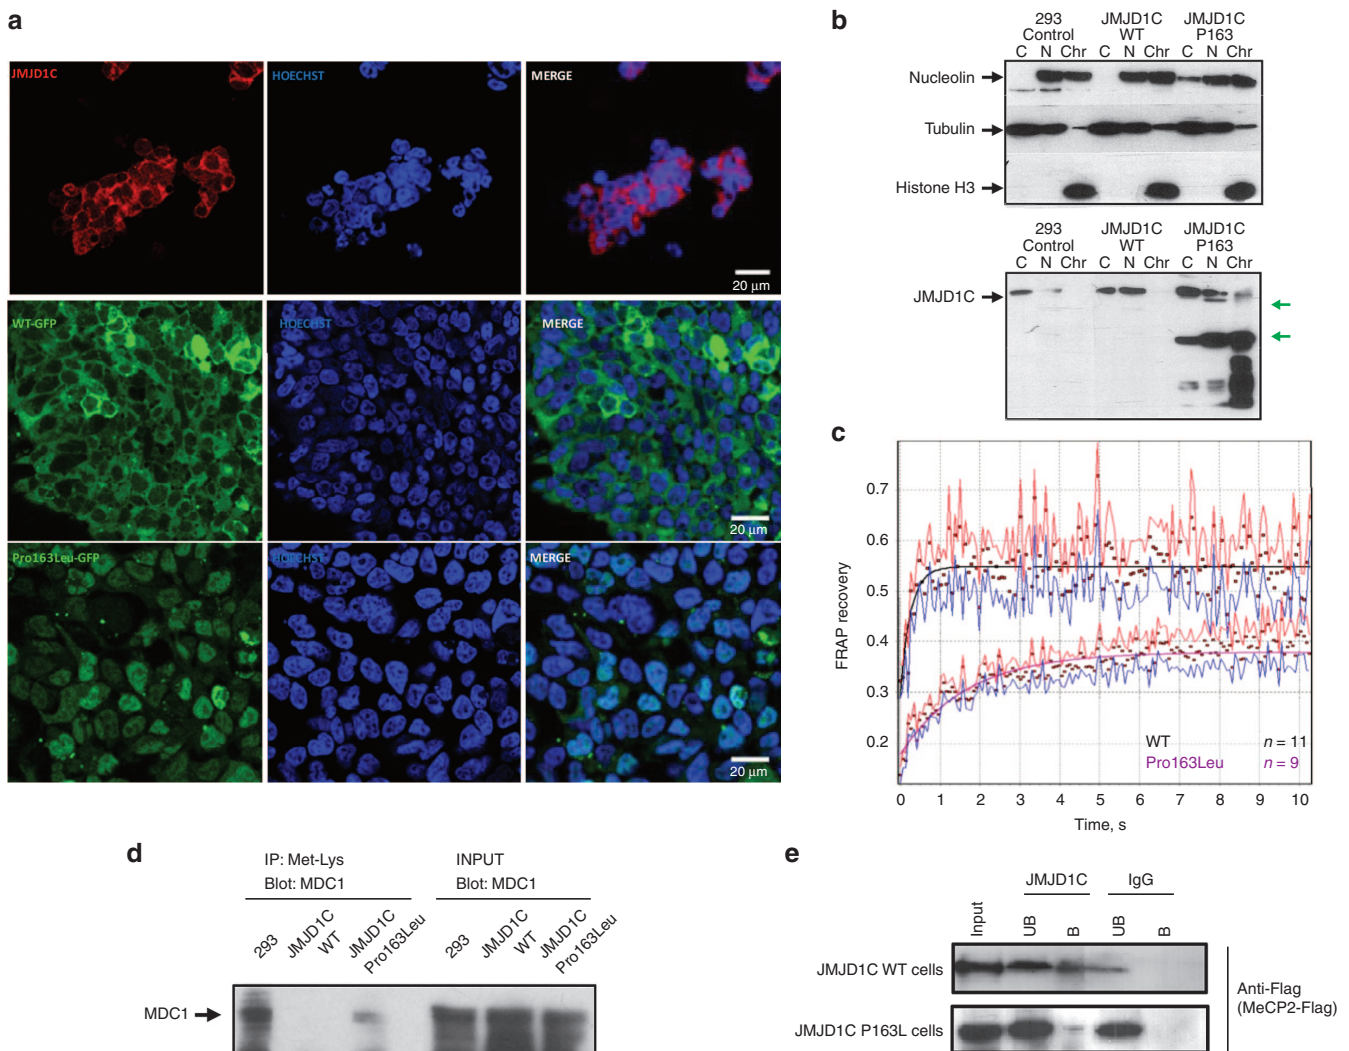 a
JMJD1C
HOECHST
MERGE
20 μm
WT-GFP
HOECHST
MERGE
20 μm
Pro163Leu-GFP
HOECHST
MERGE
20 μm
b
293 Control
JMJD1C WT
JMJD1C P163
C N Chr C N Chr C N Chr
Nucleolin
Tubulin
Histone H3
293 Control
JMJD1C WT
JMJD1C P163
C N Chr C N Chr C N Chr
JMJD1C
c
FRAP recovery
0.7
0.6
0.5
0.4
0.3
0.2
WT n = 11
Pro163Leu n = 9
0 1 2 3 4 5 6 7 8 9 10
Time, s
d
IP: Met-Lys
Blot: MDC1
INPUT
Blot: MDC1
293
JMJD1C WT
JMJD1C Pro163Leu
293
JMJD1C WT
JMJD1C Pro163Leu
MDC1
e
JMJD1C IgG
Input UB B UB B
JMJD1C WT cells
JMJD1C P163L cells
Anti-Flag
(MeCP2-Flag)